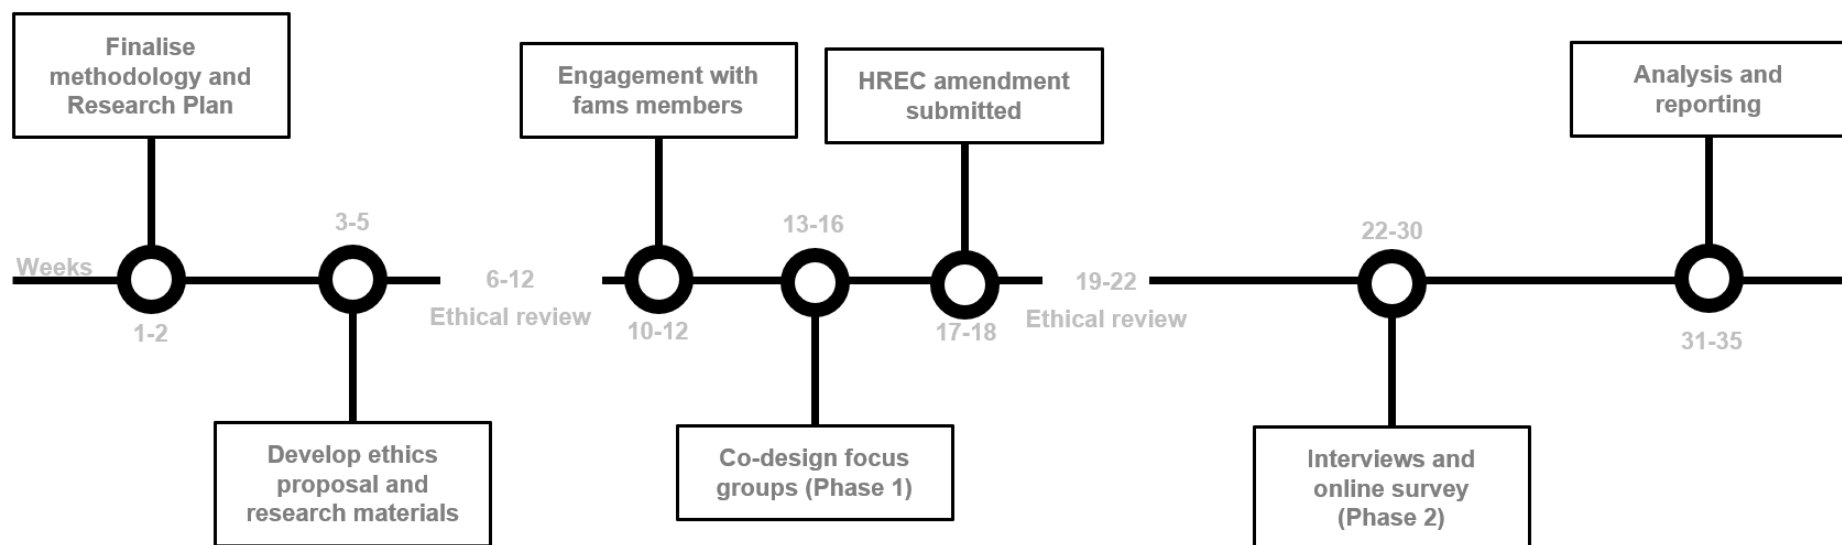 Finalise
methodology and
Research Plan
Engagement with
fams members
HREC amendment
submitted
Analysis and
reporting
3-5
13-16
22-30
Weeks
6-12
19-22
Ethical review
Ethical review
1-2
10-12
17-18
31-35
Develop ethics
proposal and
research materials
Co-design focus
groups (Phase 1)
Interviews and
online survey
(Phase 2)